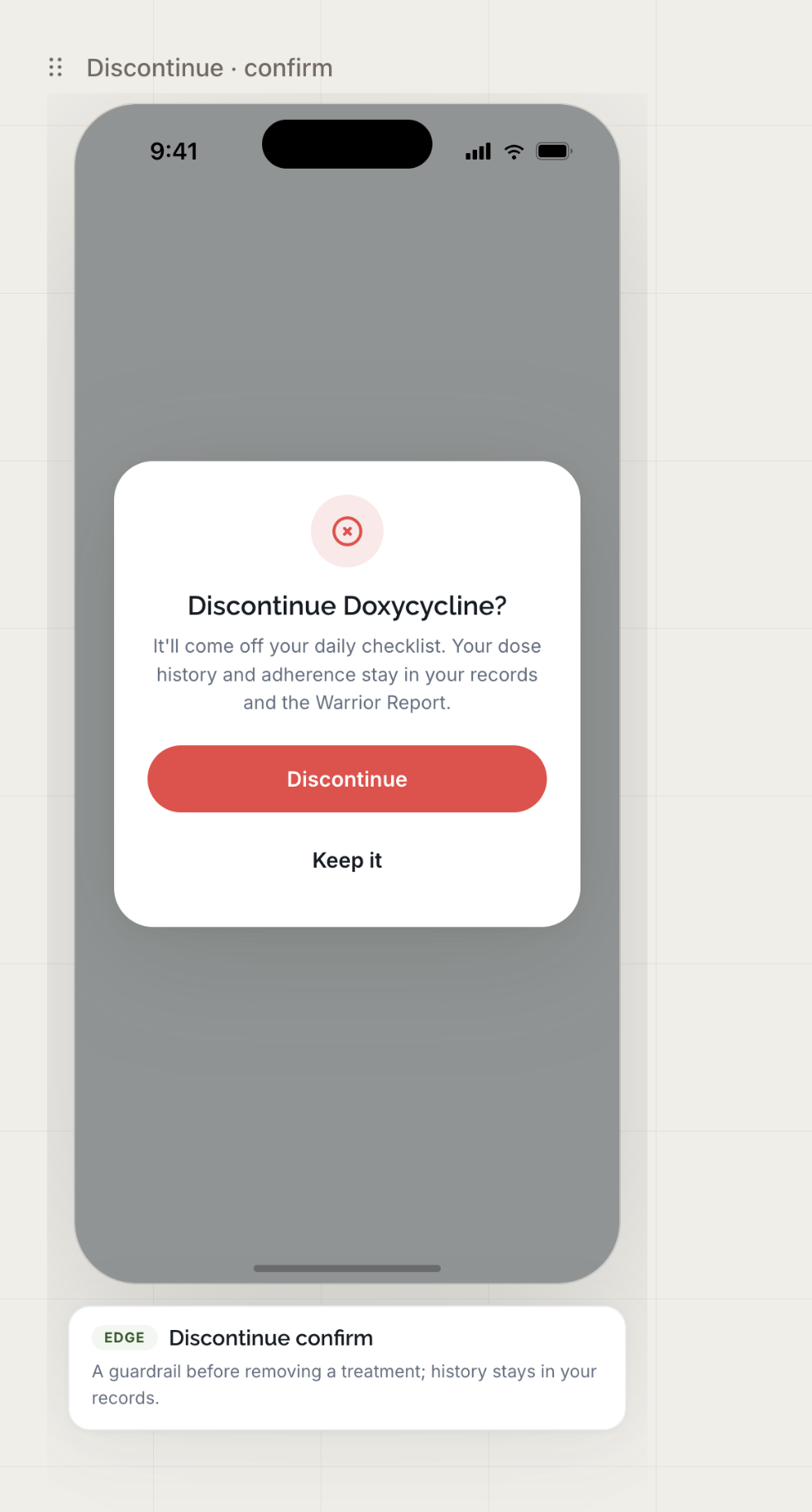 Discontinue · confirm
9:41
Discontinue Doxycycline?
It'll come off your daily checklist. Your dose
history and adherence stay in your records
and the Warrior Report.
Discontinue
Keep it
EDGE Discontinue confirm
A guardrail before removing a treatment; history stays in your
records.